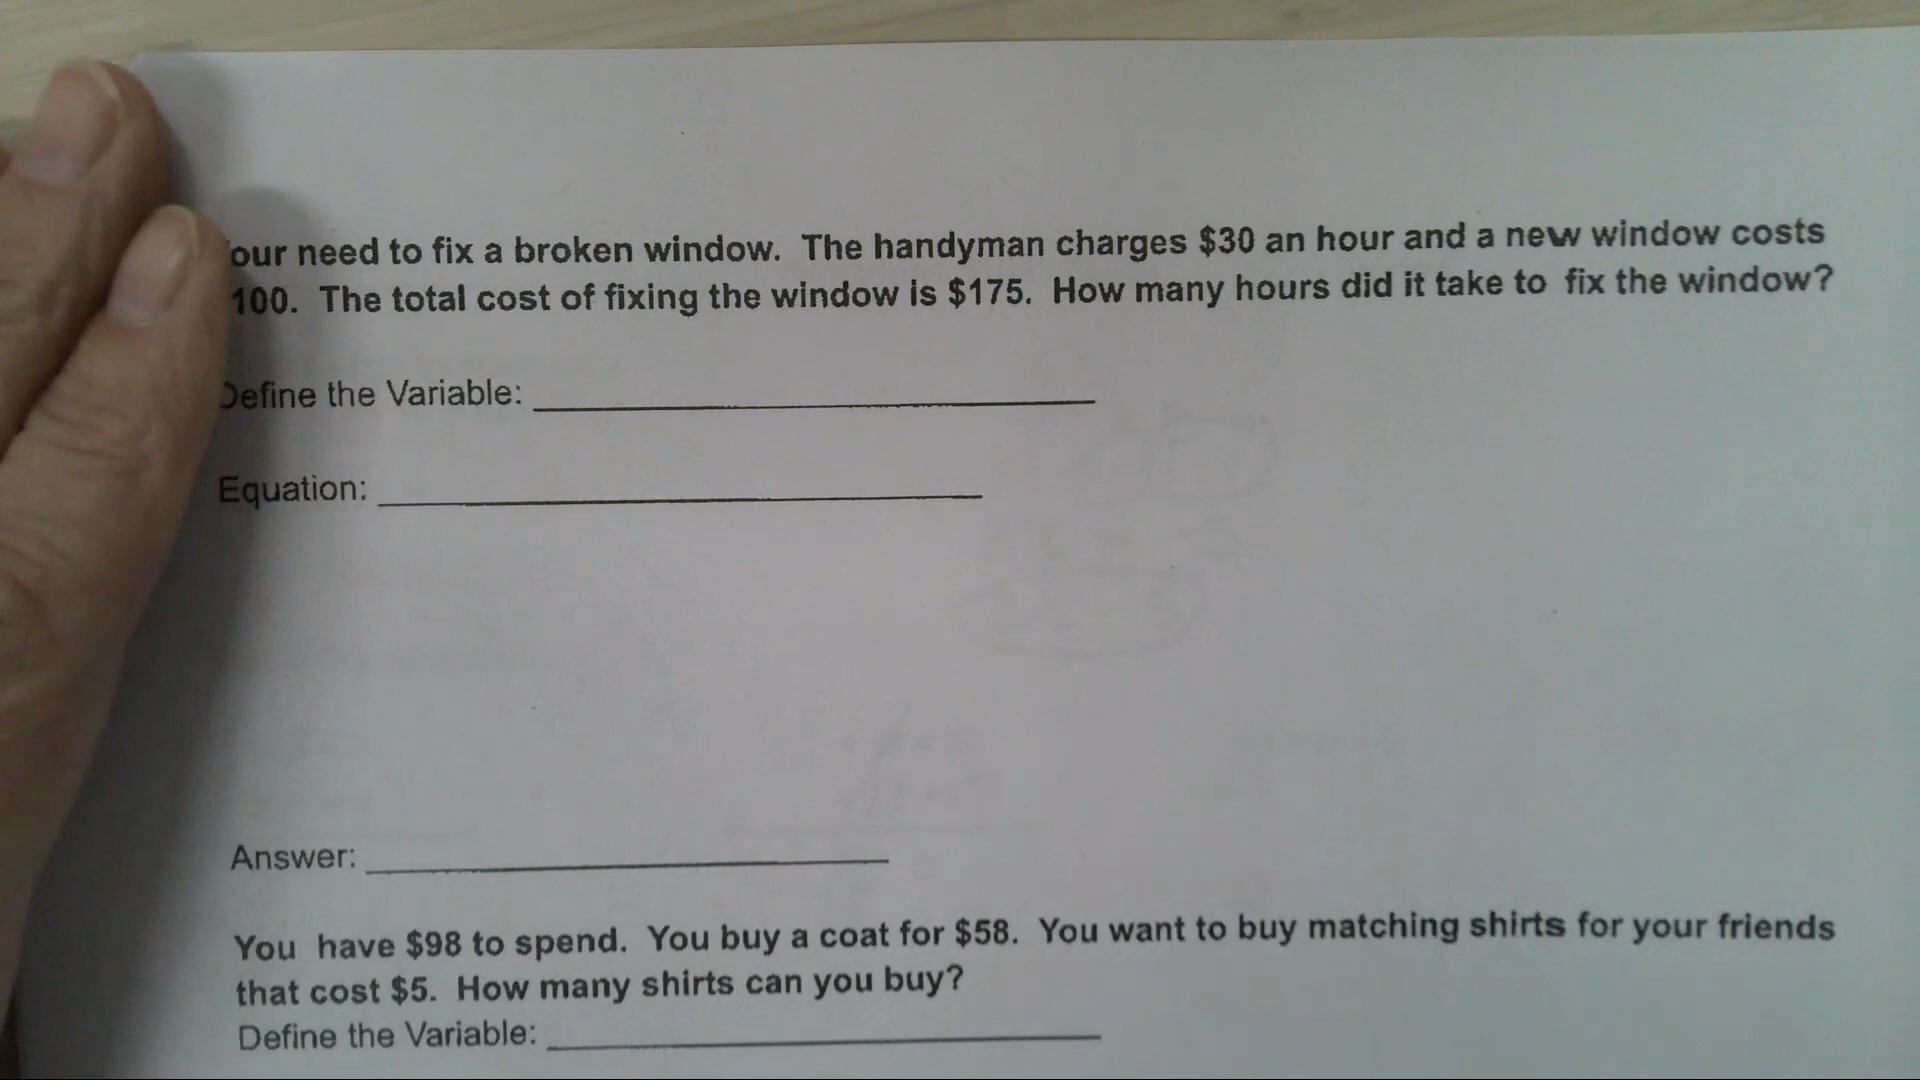 our need to fix a broken window. The handyman charges $30 an hour and a new window costs
100. The total cost of fixing the window is $175. How many hours did it take to fix the window?
Define the Variable:
Equation:
Answer:
You have $98 to spend. You buy a coat for $58. You want to buy matching shirts for your friends
that cost $5. How many shirts can you buy?
Define the Variable: